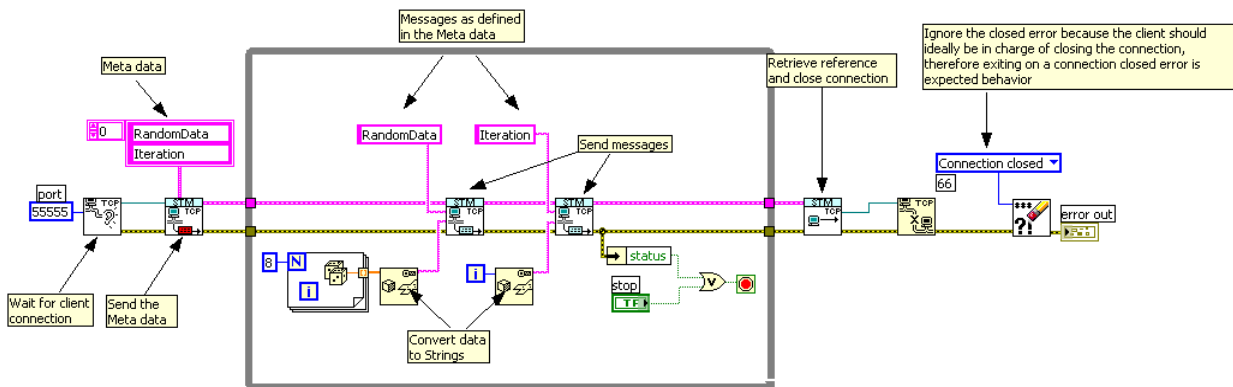 Messages as defined
in the Meta data
Ignore the closed error because the client should
ideally be in charge of closing the connection,
therefore exiting on a connection closed error is
expected behavior
Meta data
Retrieve reference
and close connection
0
RandomData
Iteration
RandomData
Iteration
Send messages
Connection closed
66
port
55555
TCP
STM
TCP
STM
TCP
STM
TCP
STM
TCP
TCP
***
?!
error out
8
N
i
i
status
stop
TF
V
Wait for client
connection
Send the
Meta data
Convert data
to Strings